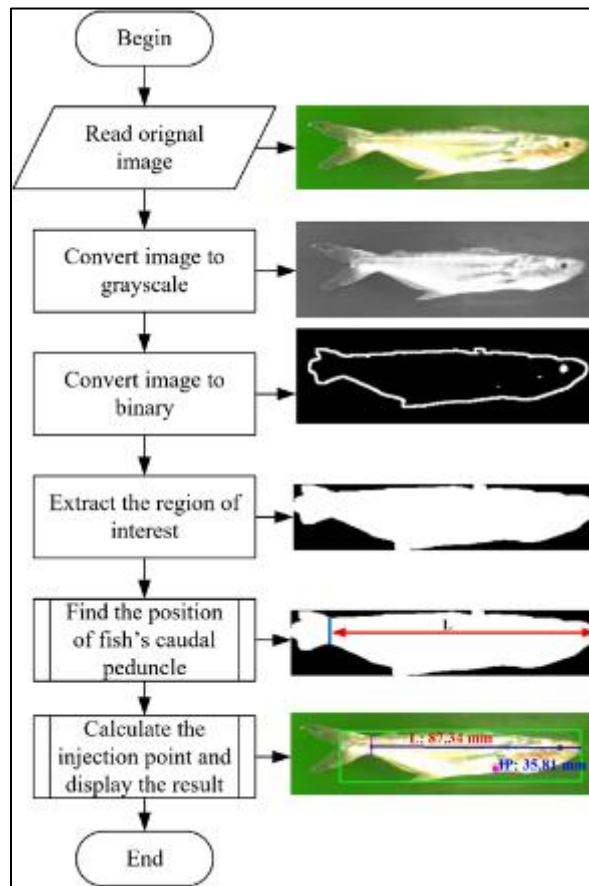 Begin
Read orignal
image
Convert image to
grayscale
Convert image to
binary
Extract the region of
interest
Find the position
of fish's caudal
peduncle
L
Calculate the
injection point and
display the result
L: 87.34 mm
IP: 35.81 mm
End